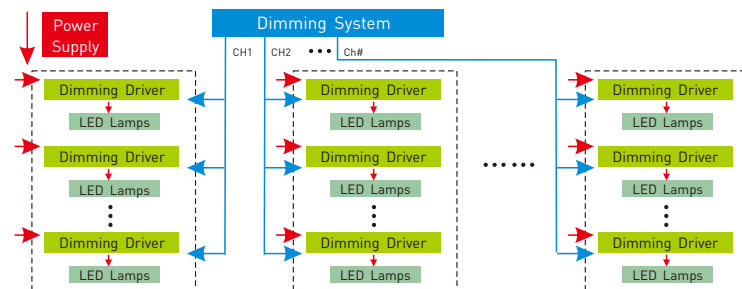 Power
Supply
Dimming System
CH1
CH2
Ch#
Dimming Driver
LED Lamps
Dimming Driver
LED Lamps
Dimming Driver
LED Lamps
Dimming Driver
LED Lamps
Dimming Driver
LED Lamps
Dimming Driver
LED Lamps
Dimming Driver
LED Lamps
Dimming Driver
LED Lamps
Dimming Driver
LED Lamps